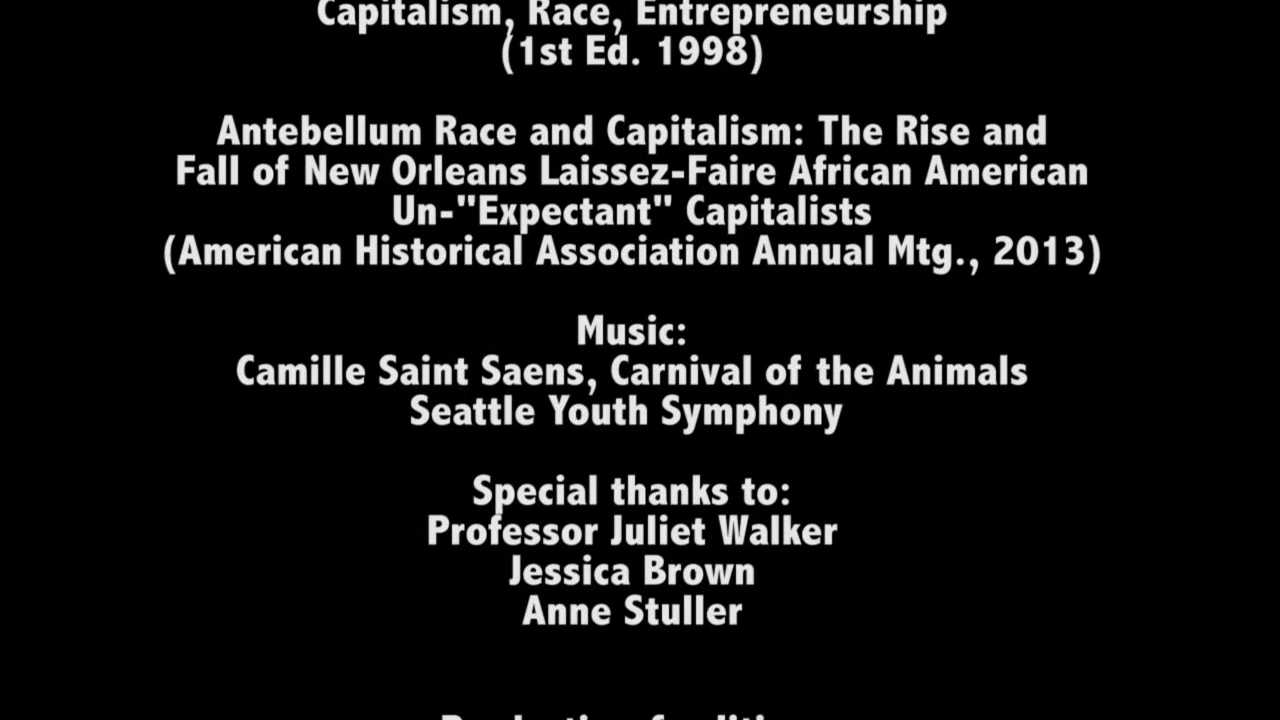 Capitalism, Race, Entrepreneurship
(1st Ed. 1998)
Antebellum Race and Capitalism: The Rise and
Fall of New Orleans Laissez-Faire African American
Un-"Expectant" Capitalists
(American Historical Association Annual Mtg., 2013)
Music:
Camille Saint Saens, Carnival of the Animals
Seattle Youth Symphony
Special thanks to:
Professor Juliet Walker
Jessica Brown
Anne Stuller